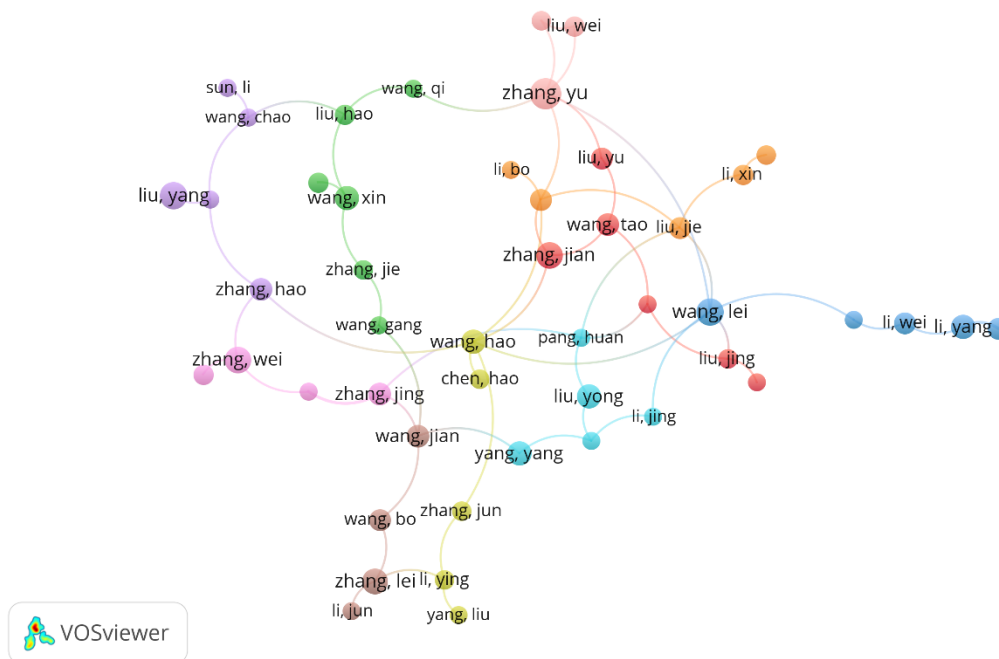 liu, wei
sun, li
wang, qi
zhang, yu
wang, chao
liu, hao
liu, yu
li, bo
li, xin
liu, yang
wang, xin
wang, tao
liu, jie
zhang, jian
zhang, jie
zhang, hao
wang, lei
wang, gang
li, wei
li, yang
wang, hao
pang, huan
zhang, wei
liu, jing
chen, hao
zhang, jing
liu, yong
li, jing
wang, jian
yang, yang
zhang, jun
wang, bo
zhang, lei
li, ying
li, jun
yang, liu
VOSviewer